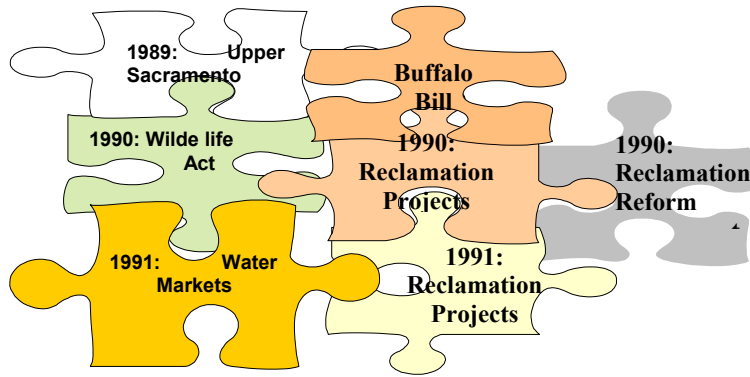 1989: Upper
Sacramento
Buffalo
Bill
1990: Wilde life
Act
1990:
Reclamation
Projects
1990:
Reclamation
Reform
1991: Water
Markets
1991:
Reclamation
Projects